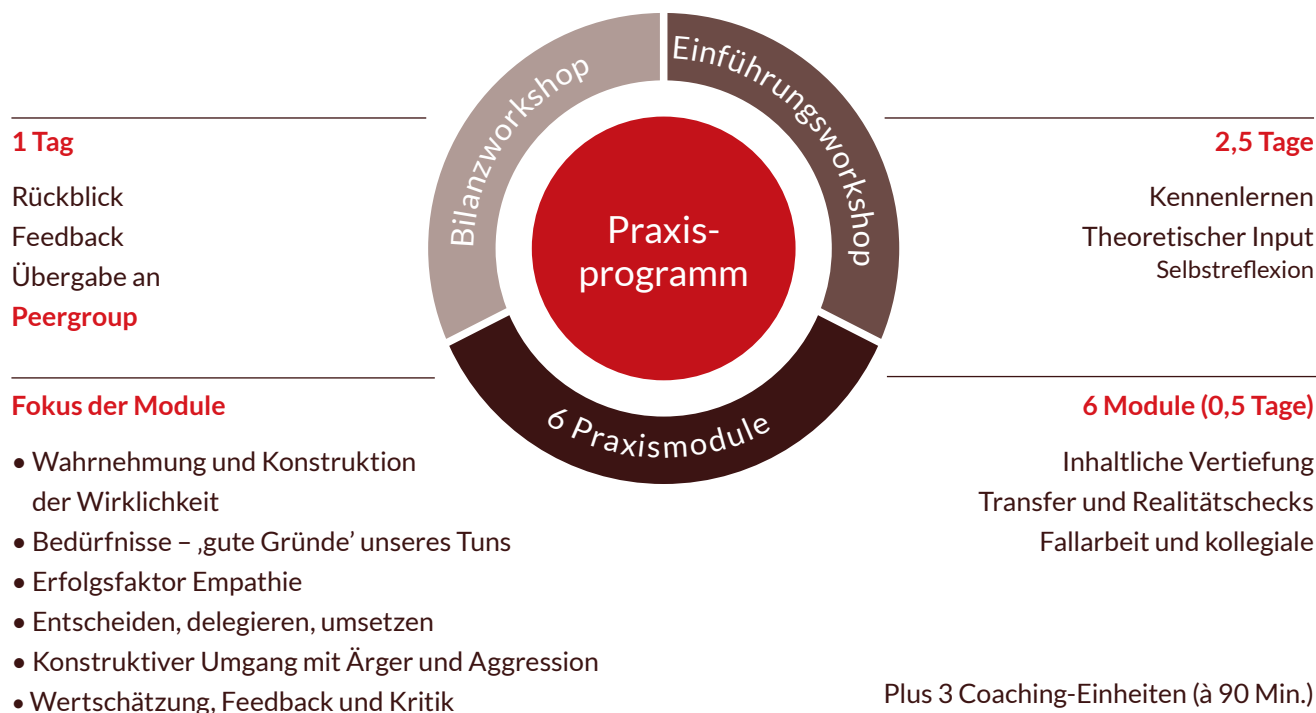 Bilanzworkshop
Einführungsworkshop
6 Praxismodule
Praxis-
programm
1 Tag
Rückblick
Feedback
Übergabe an
Peergroup
2,5 Tage
Kennenlernen
Theoretischer Input
Selbstreflexion
Fokus der Module
• Wahrnehmung und Konstruktion
der Wirklichkeit
• Bedürfnisse – ‚gute Gründe’ unseres Tuns
• Erfolgsfaktor Empathie
• Entscheiden, delegieren, umsetzen
• Konstruktiver Umgang mit Ärger und Aggression
• Wertschätzung, Feedback und Kritik
6 Module (0,5 Tage)
Inhaltliche Vertiefung
Transfer und Realitätschecks
Fallarbeit und kollegiale
Plus 3 Coaching-Einheiten (à 90 Min.)